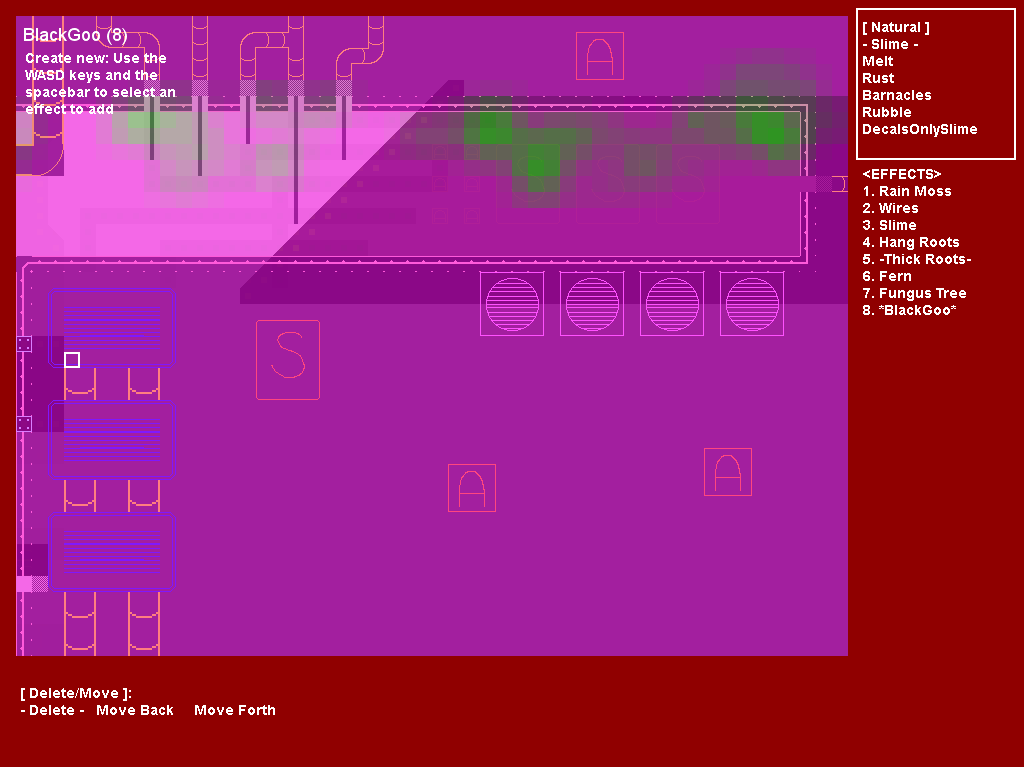 BlackGoo (8)
Create new: Use the
WASD keys and the
spacebar to select an
effect to add
A
S
A
A
[ Natural ]
- Slime -
Melt
Rust
Barnacles
Rubble
DecalsOnlySlime
<EFFECTS>
1. Rain Moss
2. Wires
3. Slime
4. Hang Roots
5. -Thick Roots-
6. Fern
7. Fungus Tree
8. *BlackGoo*
[ Delete/Move ]:
- Delete - Move Back Move Forth